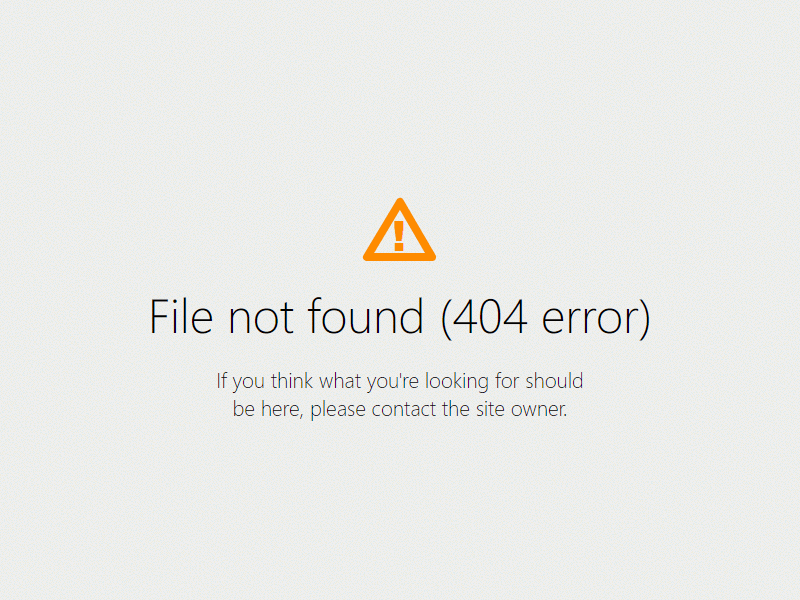 !
File not found (404 error)
If you think what you're looking for should
be here, please contact the site owner.